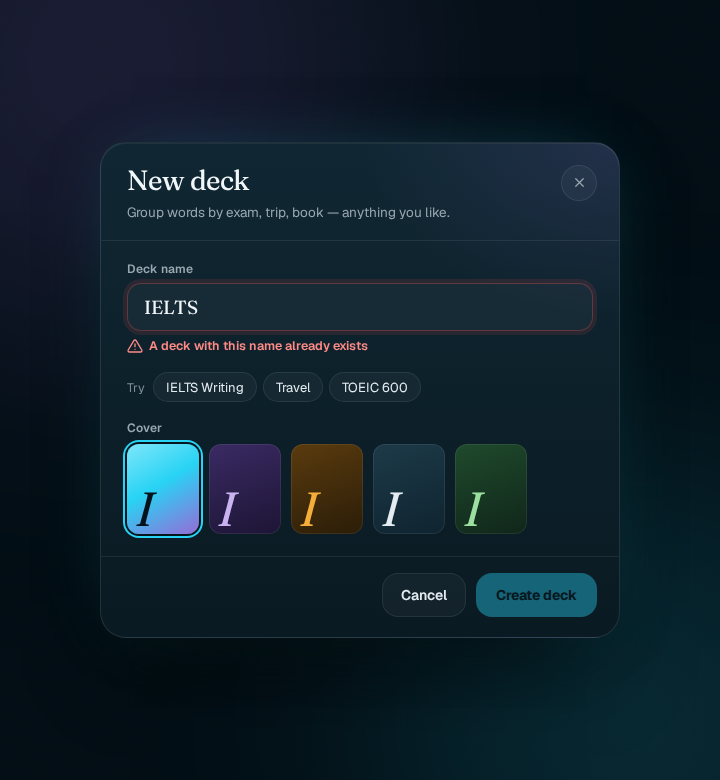 New deck
Group words by exam, trip, book — anything you like.
Deck name
IELTS
A deck with this name already exists
Try IELTS Writing Travel TOEIC 600
Cover
I I I I I
Cancel Create deck